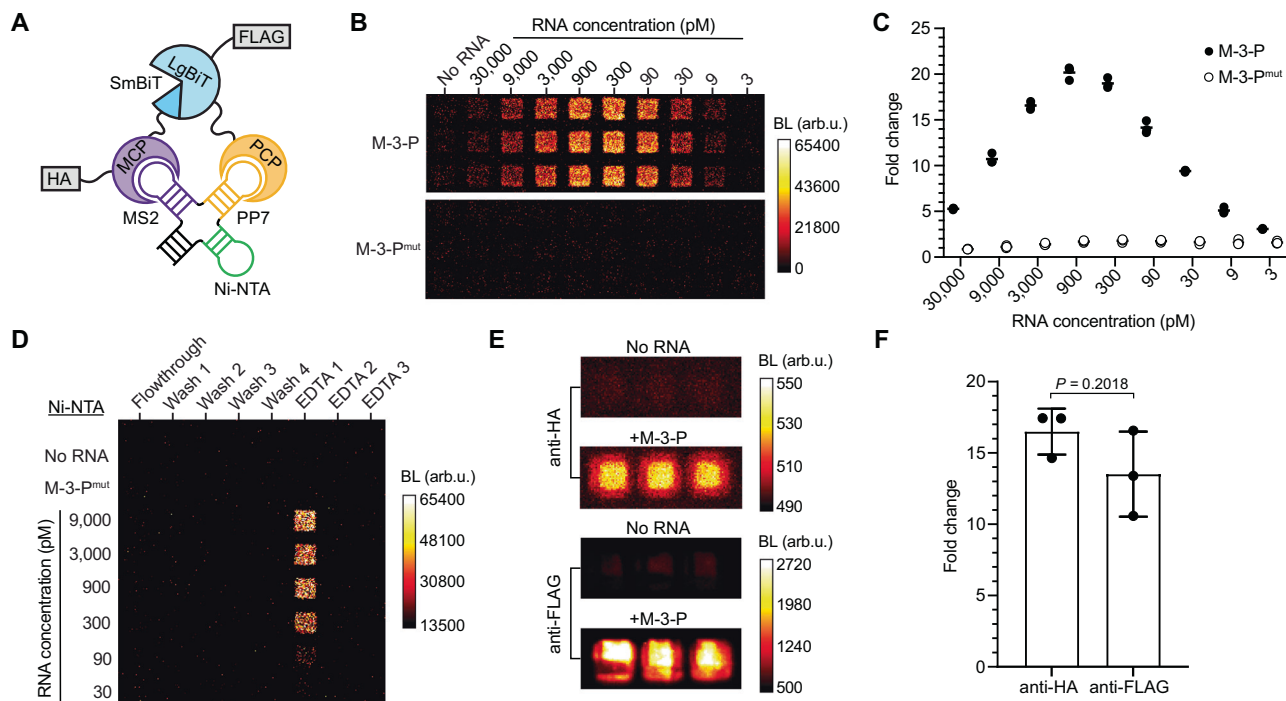 A
FLAG
LgBiT
SmBiT
MCP
PCP
HA
MS2
PP7
Ni-NTA
B
RNA concentration (pM)
No RNA
30,000
9,000
3,000
900
300
90
30
9
3
M-3-P
M-3-Pmut
BL (arb.u.)
65400
43600
21800
0
C
M-3-P
M-3-Pmut
Fold change
25
20
15
10
5
0
30,000
9,000
3,000
900
300
90
30
9
3
RNA concentration (pM)
D
Flowthrough
Wash 1
Wash 2
Wash 3
Wash 4
EDTA 1
EDTA 2
EDTA 3
Ni-NTA
No RNA
M-3-Pmut
RNA concentration (pM)
9,000
3,000
900
300
90
30
BL (arb.u.)
65400
48100
30800
13500
E
No RNA
+M-3-P
anti-HA
BL (arb.u.)
550
530
510
490
No RNA
+M-3-P
anti-FLAG
BL (arb.u.)
2720
1980
1240
500
F
P = 0.2018
Fold change
20
15
10
5
0
anti-HA
anti-FLAG